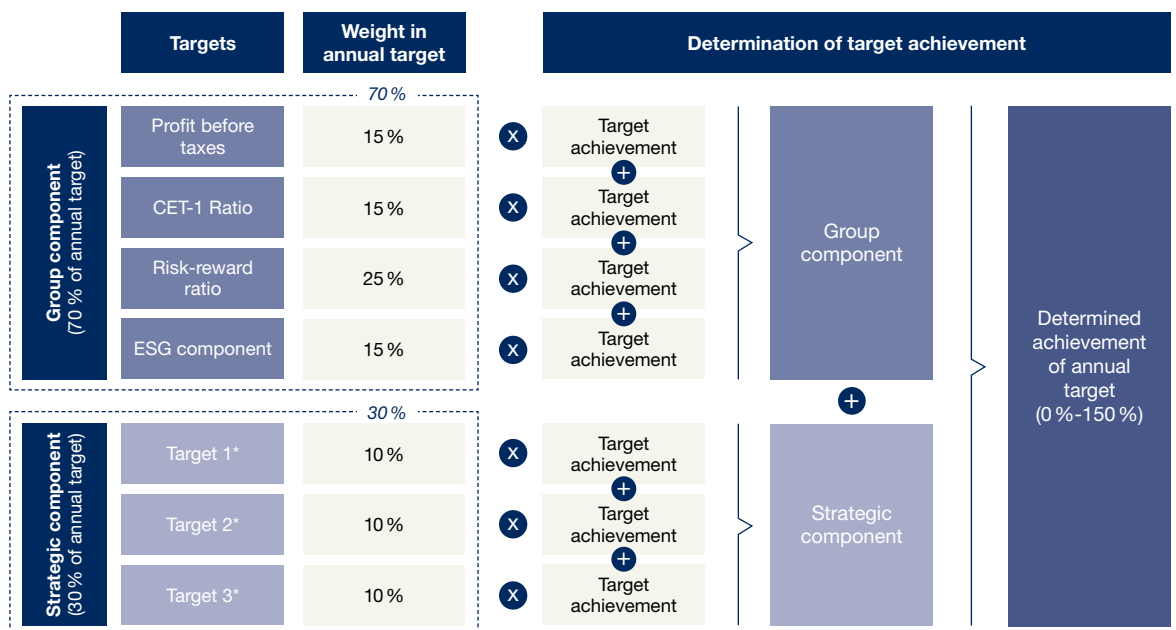 Targets
Weight in
annual target
Determination of target achievement
70 %
Group component
(70 % of annual target)
Profit before
taxes
15 %
X
Target
achievement
+
CET-1 Ratio
15 %
X
Target
achievement
+
Risk-reward
ratio
25 %
X
Target
achievement
+
ESG component
15 %
X
Target
achievement
Group
component
+
Determined
achievement
of annual
target
(0 %-150 %)
30 %
Strategic component
(30 % of annual target)
Target 1*
10 %
X
Target
achievement
+
Target 2*
10 %
X
Target
achievement
+
Target 3*
10 %
X
Target
achievement
Strategic
component